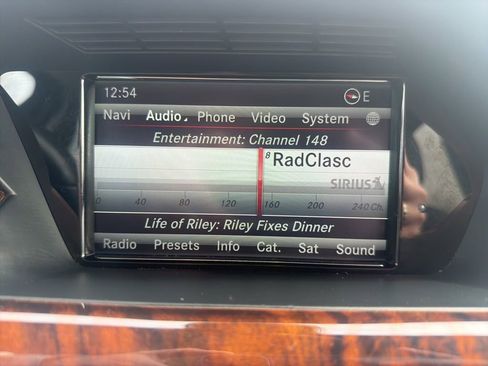 12:54 E
Navi Audio Phone Video System
Entertainment: Channel 148
8 RadClasc
SIRIUS
0 40 80 120 160 200 240 Ch.
Life of Riley: Riley Fixes Dinner
Radio Presets Info Cat. Sat Sound